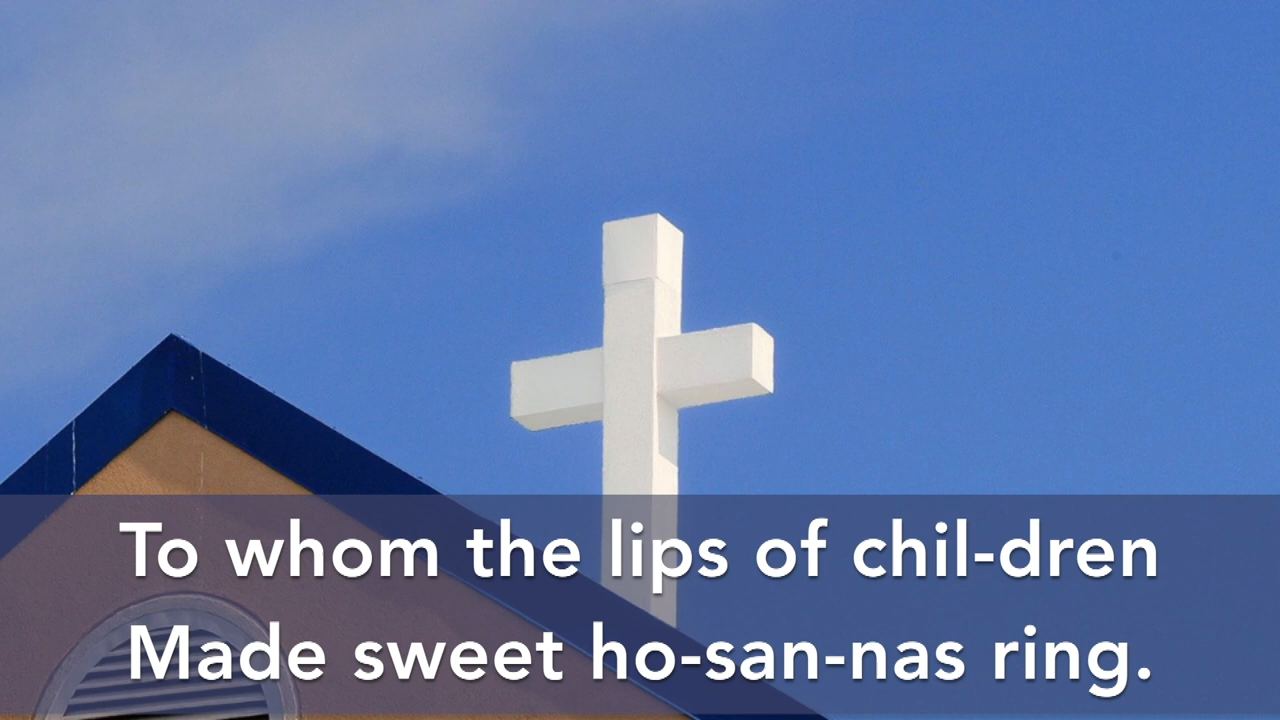 To whom the lips of chil-dren
Made sweet ho-san-nas ring.